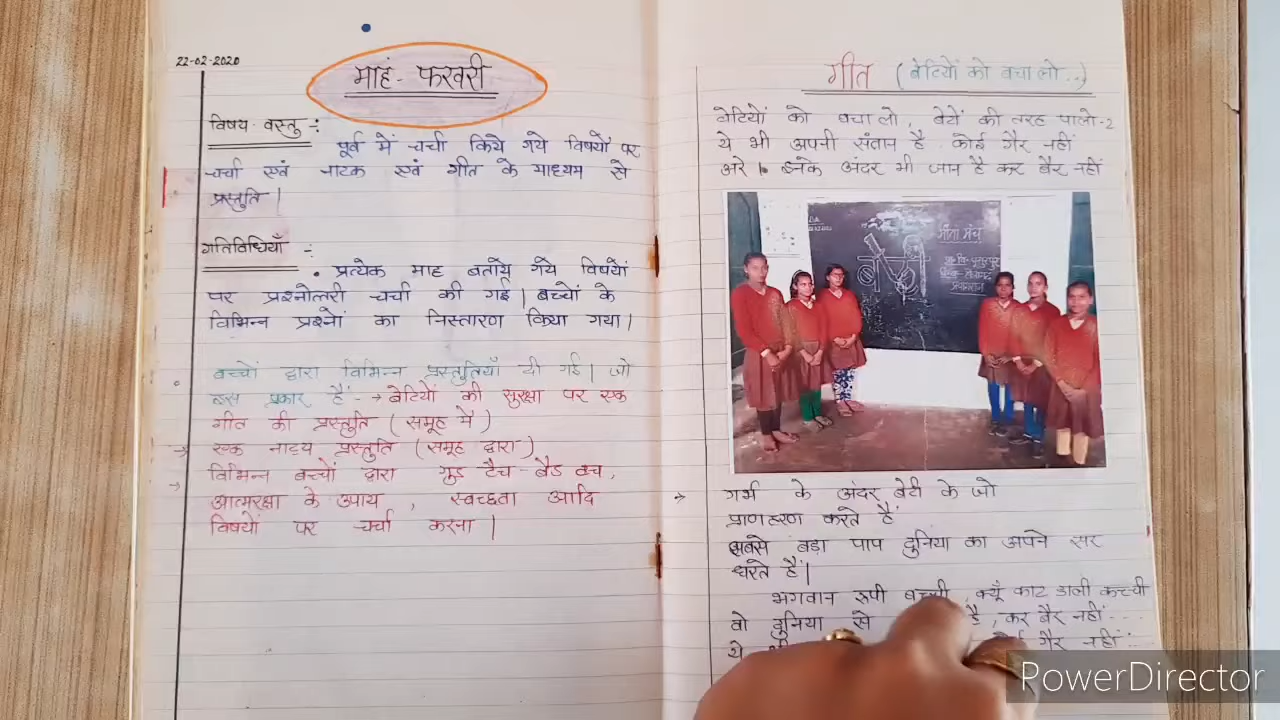 22-02-2020
माह - फरवरी
विषय वस्तु :-
पूर्व में चर्चा किये गये विषयों पर
चर्चा एवं नाटक एवं गीत के माध्यम से
प्रस्तुति |
गतिविधियाँ :-
• प्रत्येक माह बताये गये विषयों
पर प्रश्नोत्तरी चर्चा की गई | बच्चों के
विभिन्न प्रश्नों का निस्तारण किया गया |
बच्चों द्वारा विभिन्न प्रस्तुतियाँ दी गई | जो
इस प्रकार हैं - → बेटियों की सुरक्षा पर एक
गीत की प्रस्तुति ( समूह में )
→ एक नाट्य प्रस्तुति ( समूह द्वारा )
→ विभिन्न बच्चों द्वारा गुड टैच - बैड टच ,
आत्मरक्षा के उपाय , स्वच्छता आदि
विषयों पर चर्चा करना |
गीत ( बेटियों को बचा लो... )
बेटियों को बचा लो , बेटों की तरह पालो - 2
ये भी अपनी संतान है कोई गैर नहीं
अरे इनके अंदर भी जान है कर बैर नहीं
मीना मंच
→ गर्भ के अंदर बेटी के जो
प्राण हरण करते हैं
सबसे बड़ा पाप दुनिया का अपने सर
धरते हैं |
भगवान रूपी बच्ची , क्यूँ काट डाली कच्ची
वो दुनिया से है , कर बैर नहीं ...
ये गैर नहीं ...
PowerDirector